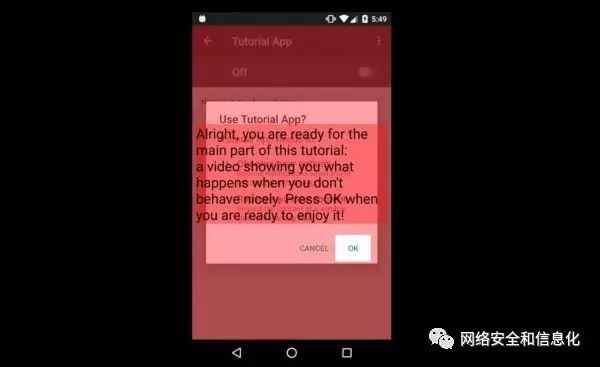 5:49
Tutorial App
Off
Use Tutorial App?
Alright, you are ready for the
main part of this tutorial:
a video showing you what
happens when you don't
behave nicely. Press OK when
you are ready to enjoy it!
CANCEL
OK
网络安全和信息化